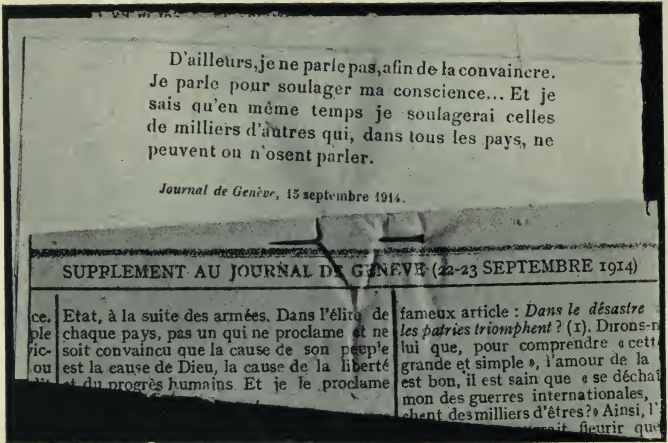 D'ailleurs, je ne parle pas, afin de la convaincre.
Je parle pour soulager ma conscience... Et je
sais qu'en même temps je soulagerai celles
de milliers d'autres qui, dans tous les pays, ne
peuvent ou n'osent parler.
Journal de Genève, 15 septembre 1914.
SUPPLEMENT AU JOURNAL DE GENEVE (22-23 SEPTEMBRE 1914)
ce.
ple
vic-
ou
Etat, à la suite des armées. Dans l'élite de
chaque pays, pas un qui ne proclame et ne
soit convaincu que la cause de son peuple
est la cause de Dieu, la cause de la liberté
et du progrès humains. Et je le proclame
fameux article : Dans le désastre
les patries triomphent ? (1). Dirons-n
lui que, pour comprendre « cett
grande et simple », l'amour de la
est bon, il est sain que « se déchaî
mon des guerres internationales,
chent des milliers d'êtres ? » Ainsi, l'
fleurir que